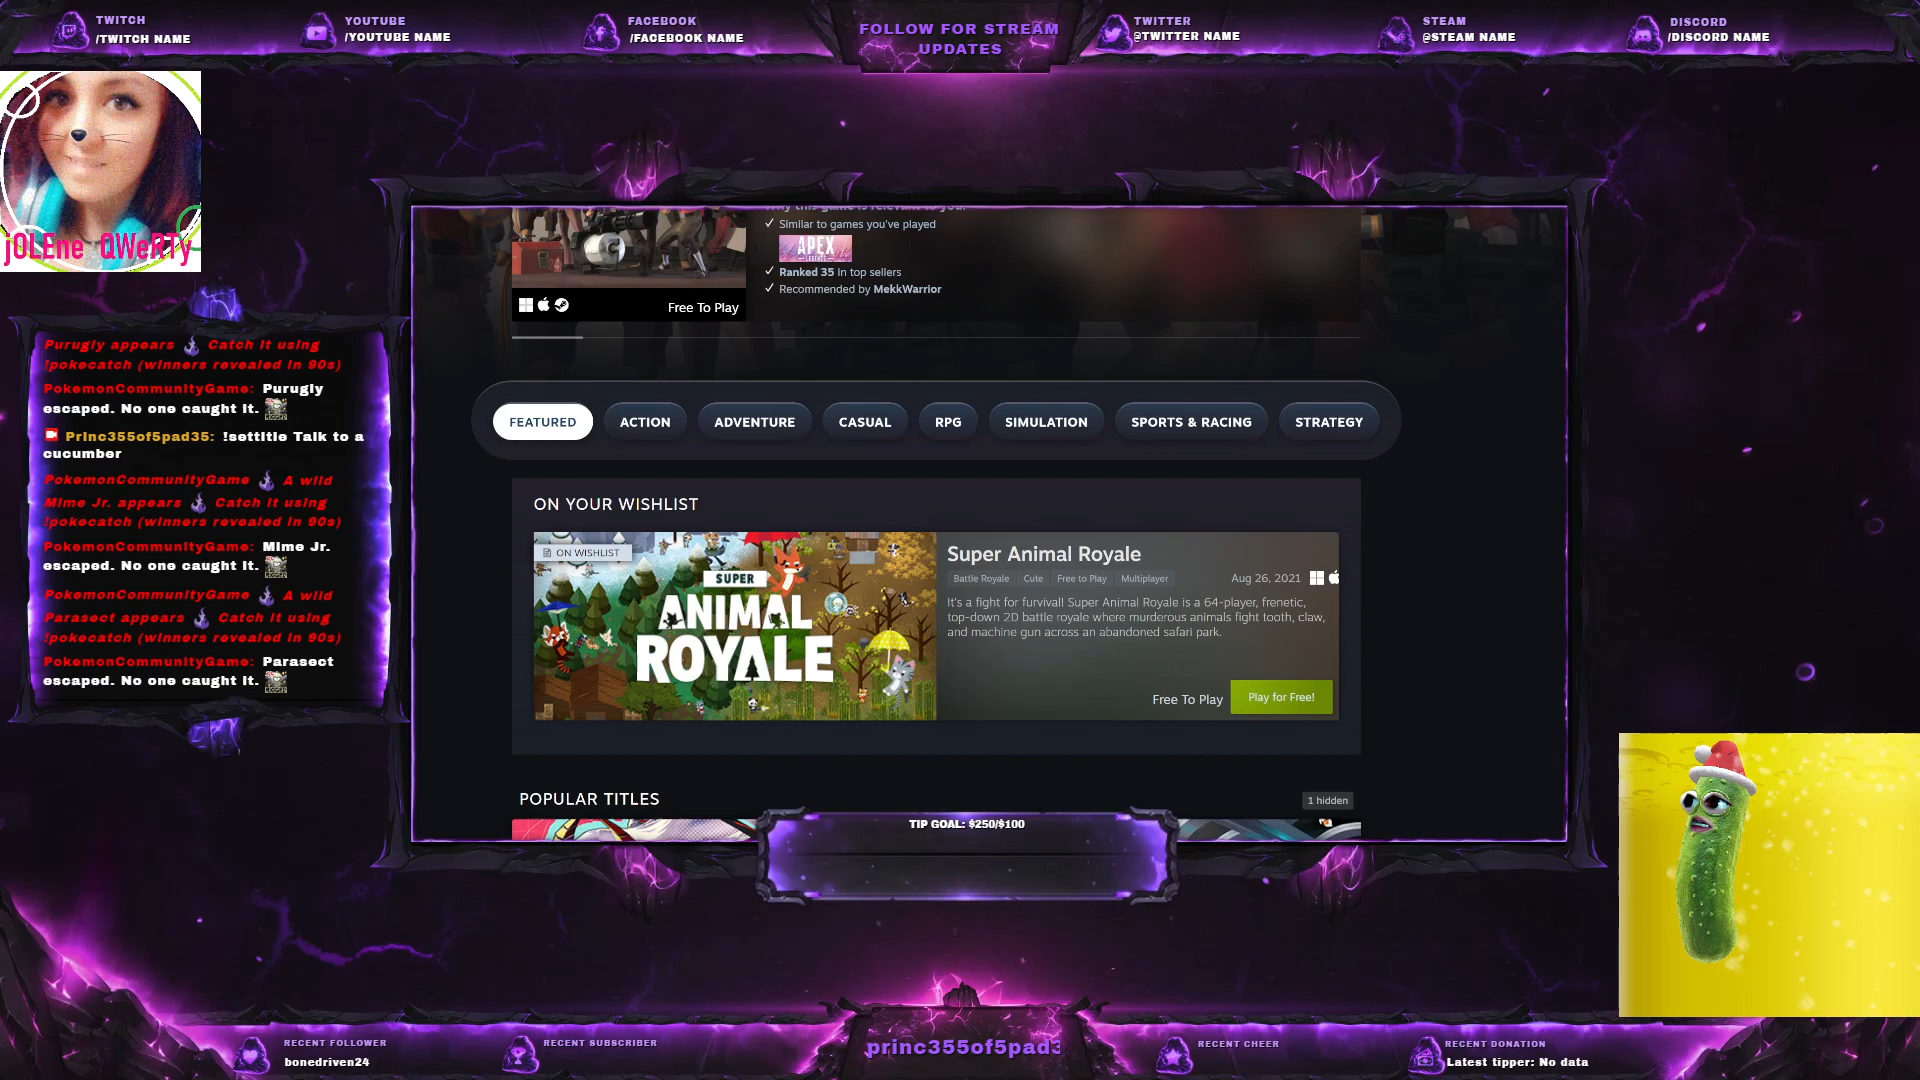 TWITCH
/TWITCH NAME
YOUTUBE
/YOUTUBE NAME
FACEBOOK
/FACEBOOK NAME
FOLLOW FOR STREAM
UPDATES
TWITTER
@TWITTER NAME
STEAM
@STEAM NAME
DISCORD
/DISCORD NAME
jOLEne QWeRTy
Purugly appears Catch it using
!pokecatch (winners revealed in 90s)
PokemonCommunityGame: Purugly
escaped. No one caught it.
Princ355of5pad35: !settitle Talk to a
cucumber
PokemonCommunityGame A wild
Mime Jr. appears Catch it using
!pokecatch (winners revealed in 90s)
PokemonCommunityGame: Mime Jr.
escaped. No one caught it.
PokemonCommunityGame A wild
Parasect appears Catch it using
!pokecatch (winners revealed in 90s)
PokemonCommunityGame: Parasect
escaped. No one caught it.
Why this game is relevant to you:
Similar to games you've played
APEX
LEGENDS
Ranked 35 in top sellers
Recommended by MekkWarrior
Free To Play
FEATURED
ACTION
ADVENTURE
CASUAL
RPG
SIMULATION
SPORTS & RACING
STRATEGY
ON YOUR WISHLIST
ON WISHLIST
SUPER
ANIMAL
ROYALE
Super Animal Royale
Battle Royale Cute Free to Play Multiplayer
Aug 26, 2021
It's a fight for furvival! Super Animal Royale is a 64-player, frenetic,
top-down 2D battle royale where murderous animals fight tooth, claw,
and machine gun across an abandoned safari park.
Free To Play
Play for Free!
POPULAR TITLES
1 hidden
TIP GOAL: $250/$100
RECENT FOLLOWER
bonedriven24
RECENT SUBSCRIBER
princ355of5pad3
RECENT CHEER
RECENT DONATION
Latest tipper: No data